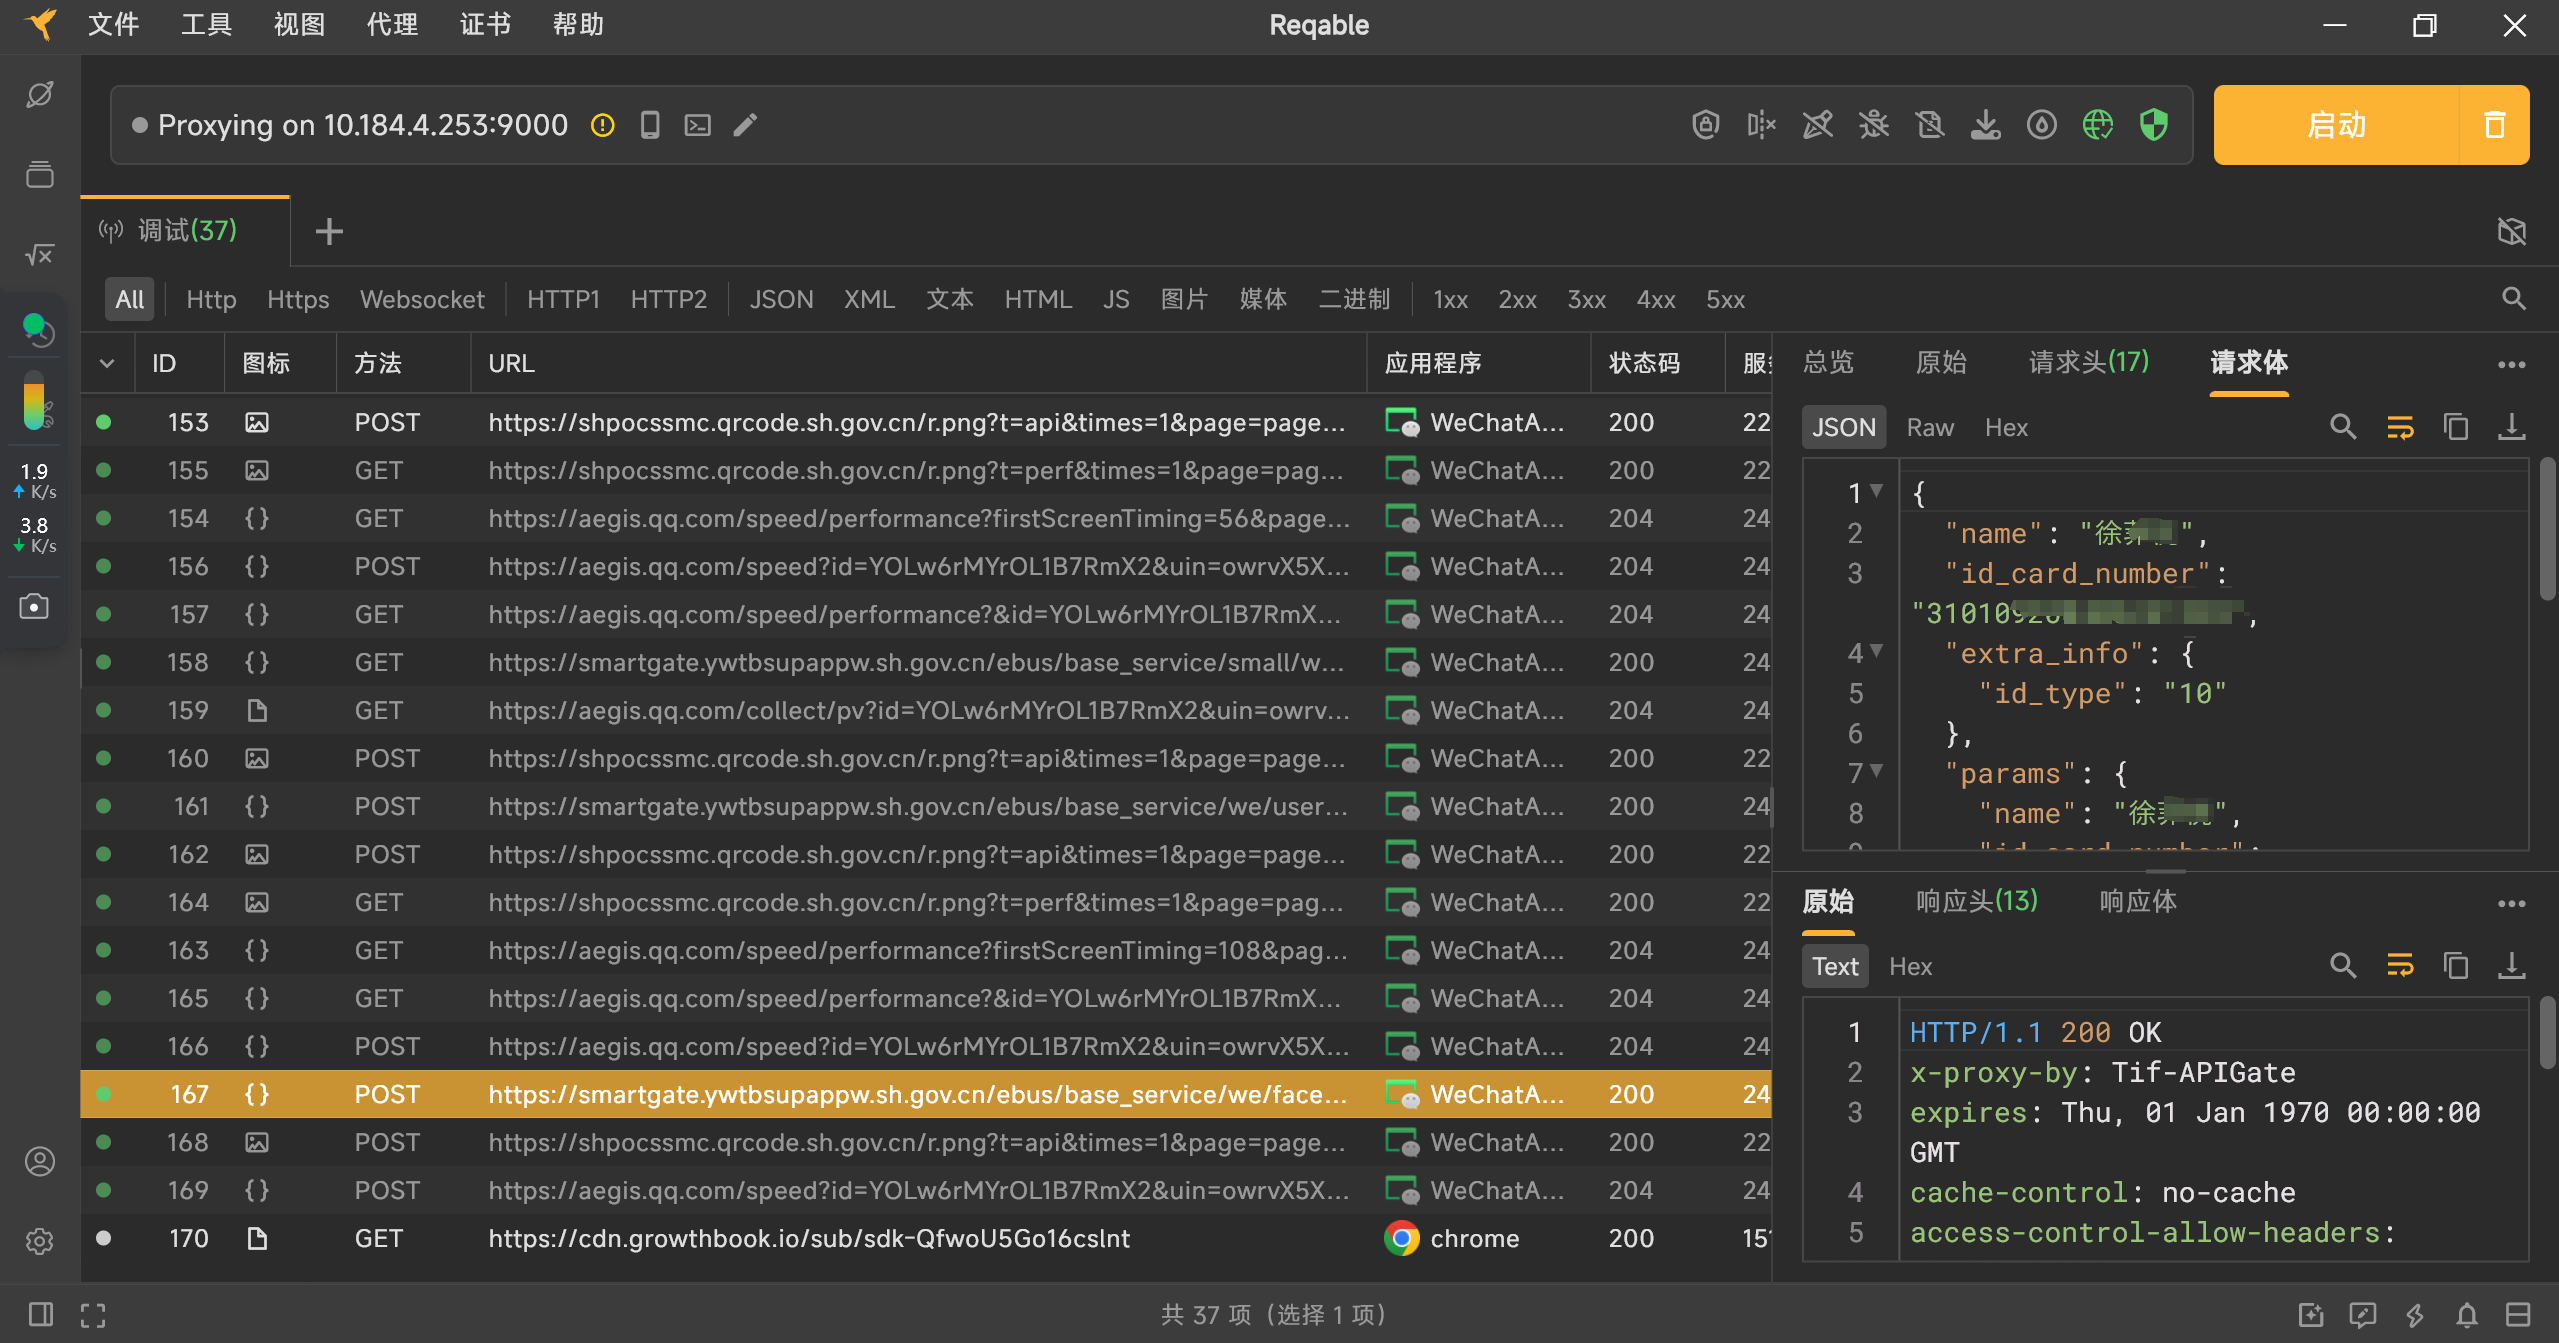 文件 工具 视图 代理 证书 帮助 Reqable
Proxying on 10.184.4.253:9000 启动
调试(37)
All Http Https Websocket HTTP1 HTTP2 JSON XML 文本 HTML JS 图片 媒体 二进制 1xx 2xx 3xx 4xx 5xx
1.9
K/s
3.8
K/s
ID 图标 方法 URL 应用程序 状态码
153 POST https://shpocssmc.qrcode.sh.gov.cn/r.png?t=api&times=1&page=page... WeChatA... 200 22
155 GET https://shpocssmc.qrcode.sh.gov.cn/r.png?t=perf&times=1&page=pag... WeChatA... 200 22
154 {} GET https://aegis.qq.com/speed/performance?firstScreenTiming=56&page... WeChatA... 204 24
156 {} POST https://aegis.qq.com/speed?id=YOLw6rMYrOL1B7RmX2&uin=owrvX5X... WeChatA... 204 24
157 {} GET https://aegis.qq.com/speed/performance?&id=YOLw6rMYrOL1B7RmX... WeChatA... 204 24
158 {} GET https://smartgate.ywtbsupappw.sh.gov.cn/ebus/base_service/small/w... WeChatA... 200 24
159 GET https://aegis.qq.com/collect/pv?id=YOLw6rMYrOL1B7RmX2&uin=owrv... WeChatA... 204 24
160 POST https://shpocssmc.qrcode.sh.gov.cn/r.png?t=api&times=1&page=page... WeChatA... 200 22
161 {} POST https://smartgate.ywtbsupappw.sh.gov.cn/ebus/base_service/we/user... WeChatA... 200 24
162 POST https://shpocssmc.qrcode.sh.gov.cn/r.png?t=api&times=1&page=page... WeChatA... 200 22
164 GET https://shpocssmc.qrcode.sh.gov.cn/r.png?t=perf&times=1&page=pag... WeChatA... 200 22
163 {} GET https://aegis.qq.com/speed/performance?firstScreenTiming=108&pag... WeChatA... 204 24
165 {} GET https://aegis.qq.com/speed/performance?&id=YOLw6rMYrOL1B7RmX... WeChatA... 204 24
166 {} POST https://aegis.qq.com/speed?id=YOLw6rMYrOL1B7RmX2&uin=owrvX5X... WeChatA... 204 24
167 {} POST https://smartgate.ywtbsupappw.sh.gov.cn/ebus/base_service/we/face... WeChatA... 200 24
168 POST https://shpocssmc.qrcode.sh.gov.cn/r.png?t=api&times=1&page=page... WeChatA... 200 22
169 {} POST https://aegis.qq.com/speed?id=YOLw6rMYrOL1B7RmX2&uin=owrvX5X... WeChatA... 204 24
170 GET https://cdn.growthbook.io/sub/sdk-QfwoU5Go16cslnt chrome 200 15
总览 原始 请求头(17) 请求体
JSON Raw Hex
1 {
2 "name": "徐",
3 "id_card_number":
"310109 ,
4 "extra_info": {
5 "id_type": "10"
6 },
7 "params": {
8 "name": "徐",
"id_card_number":
原始 响应头(13) 响应体
Text Hex
1 HTTP/1.1 200 OK
2 x-proxy-by: Tif-APIGate
3 expires: Thu, 01 Jan 1970 00:00:00
GMT
4 cache-control: no-cache
5 access-control-allow-headers:
共 37 项（选择 1 项）